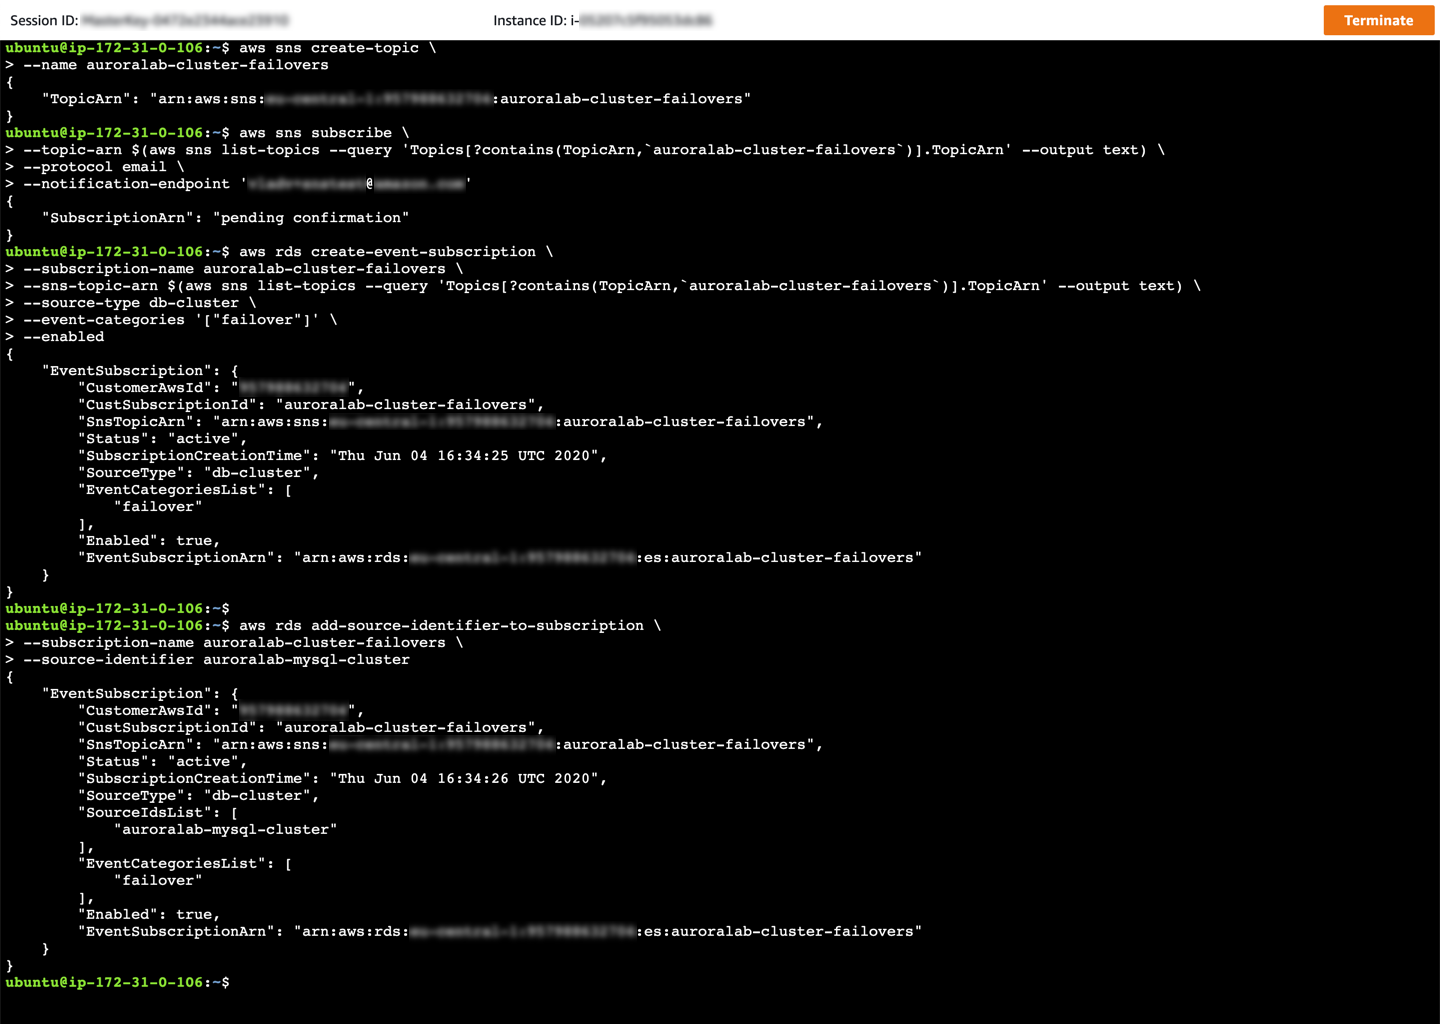 Session ID:
Instance ID: i-
Terminate
ubuntu@ip-172-31-0-106:~$ aws sns create-topic \
> --name auroralab-cluster-failovers
{
    "TopicArn": "arn:aws:sns: :auroralab-cluster-failovers"
}
ubuntu@ip-172-31-0-106:~$ aws sns subscribe \
> --topic-arn $(aws sns list-topics --query 'Topics[?contains(TopicArn,`auroralab-cluster-failovers`)].TopicArn' --output text) \
> --protocol email \
> --notification-endpoint ' @ '
{
    "SubscriptionArn": "pending confirmation"
}
ubuntu@ip-172-31-0-106:~$ aws rds create-event-subscription \
> --subscription-name auroralab-cluster-failovers \
> --sns-topic-arn $(aws sns list-topics --query 'Topics[?contains(TopicArn,`auroralab-cluster-failovers`)].TopicArn' --output text) \
> --source-type db-cluster \
> --event-categories '["failover"]' \
> --enabled
{
    "EventSubscription": {
        "CustomerAwsId": " ",
        "CustSubscriptionId": "auroralab-cluster-failovers",
        "SnsTopicArn": "arn:aws:sns: :auroralab-cluster-failovers",
        "Status": "active",
        "SubscriptionCreationTime": "Thu Jun 04 16:34:25 UTC 2020",
        "SourceType": "db-cluster",
        "EventCategoriesList": [
            "failover"
        ],
        "Enabled": true,
        "EventSubscriptionArn": "arn:aws:rds: :es:auroralab-cluster-failovers"
    }
}
ubuntu@ip-172-31-0-106:~$
ubuntu@ip-172-31-0-106:~$ aws rds add-source-identifier-to-subscription \
> --subscription-name auroralab-cluster-failovers \
> --source-identifier auroralab-mysql-cluster
{
    "EventSubscription": {
        "CustomerAwsId": " ",
        "CustSubscriptionId": "auroralab-cluster-failovers",
        "SnsTopicArn": "arn:aws:sns: :auroralab-cluster-failovers",
        "Status": "active",
        "SubscriptionCreationTime": "Thu Jun 04 16:34:26 UTC 2020",
        "SourceType": "db-cluster",
        "SourceIdsList": [
            "auroralab-mysql-cluster"
        ],
        "EventCategoriesList": [
            "failover"
        ],
        "Enabled": true,
        "EventSubscriptionArn": "arn:aws:rds: :es:auroralab-cluster-failovers"
    }
}
ubuntu@ip-172-31-0-106:~$